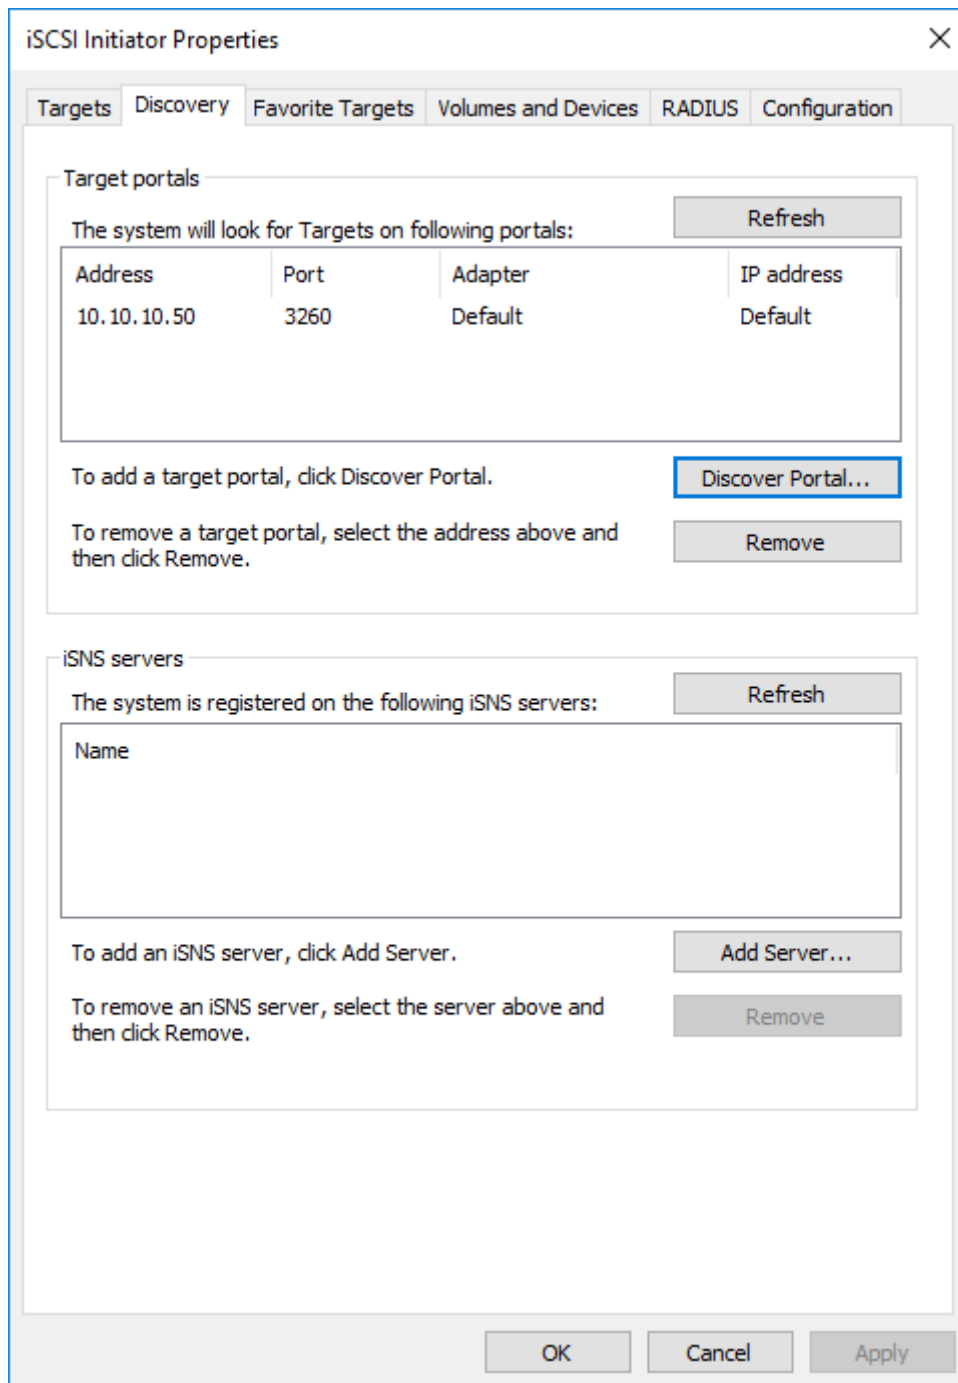 iSCSI Initiator Properties
Targets Discovery Favorite Targets Volumes and Devices RADIUS Configuration
Target portals
The system will look for Targets on following portals:
Refresh
Address Port Adapter IP address
10.10.10.50 3260 Default Default
To add a target portal, click Discover Portal.
Discover Portal...
To remove a target portal, select the address above and
then click Remove.
Remove
iSNS servers
The system is registered on the following iSNS servers:
Refresh
Name
To add an iSNS server, click Add Server.
Add Server...
To remove an iSNS server, select the server above and
then click Remove.
Remove
OK Cancel Apply